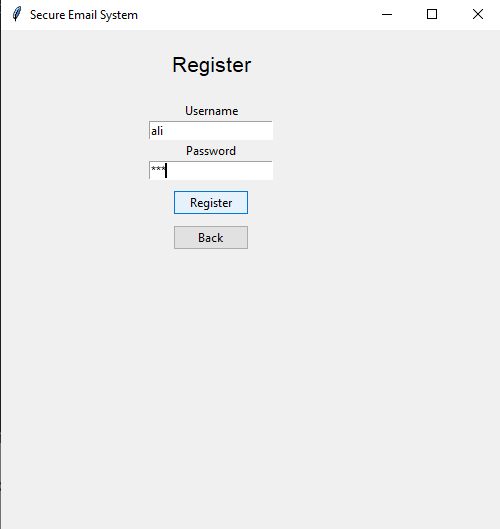 Secure Email System
Register
Username
ali
Password
***
Register
Back